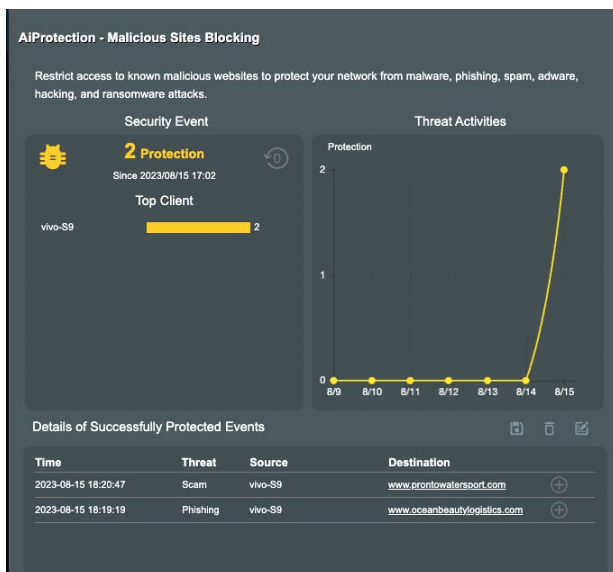 AiProtection - Malicious Sites Blocking
Restrict access to known malicious websites to protect your network from malware, phishing, spam, adware,
hacking, and ransomware attacks.
Security Event
2 Protection
0
Since 2023/08/15 17:02
Top Client
vivo-S9 2
Threat Activities
Protection
2
1
0
8/9 8/10 8/11 8/12 8/13 8/14 8/15
Details of Successfully Protected Events
Time Threat Source Destination
2023-08-15 18:20:47 Scam vivo-S9 www.prontowatersport.com
2023-08-15 18:19:19 Phishing vivo-S9 www.oceanbeautylogistics.com